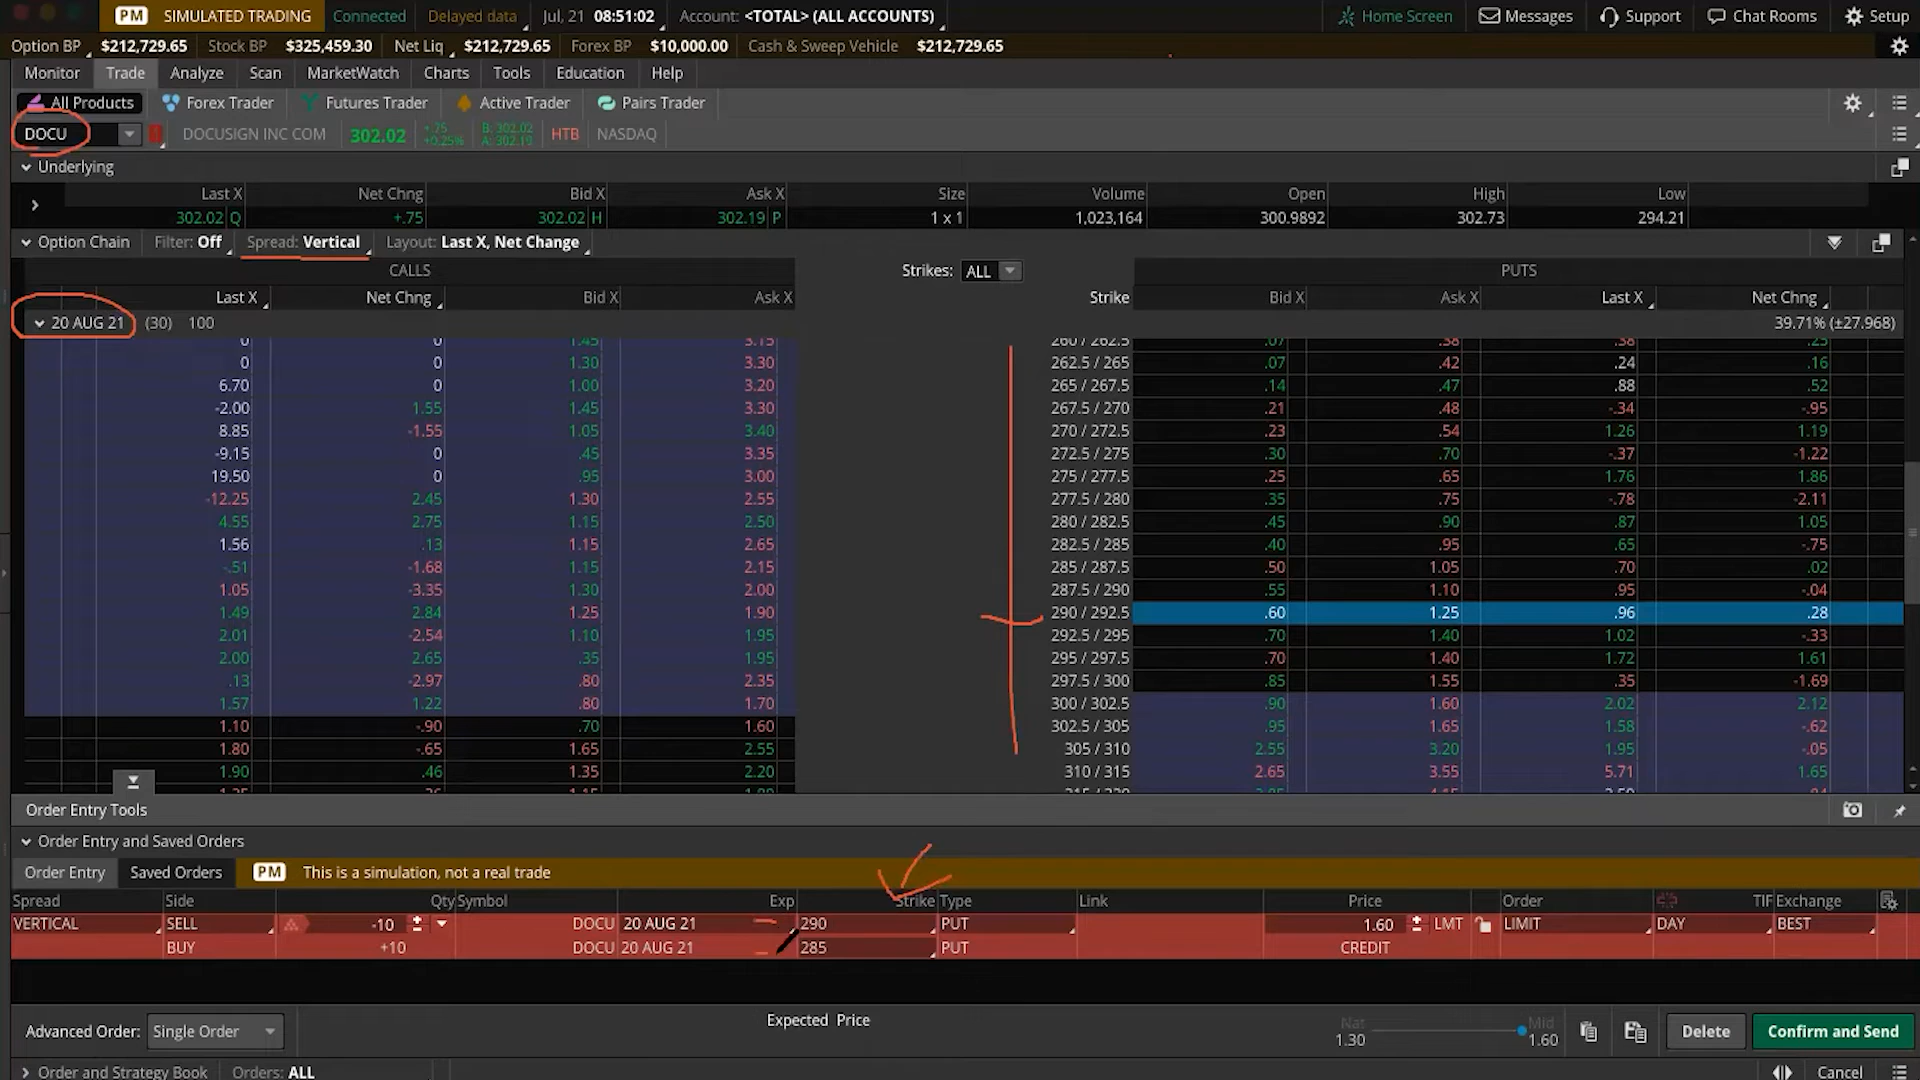 PM SIMULATED TRADING Connected Delayed data Jul, 21 08:51:02 Account: <TOTAL> (ALL ACCOUNTS) Home Screen Messages Support Chat Rooms Setup
Option BP $212,729.65 Stock BP $325,459.30 Net Liq $212,729.65 Forex BP $10,000.00 Cash & Sweep Vehicle $212,729.65
Monitor Trade Analyze Scan MarketWatch Charts Tools Education Help
All Products Forex Trader Futures Trader Active Trader Pairs Trader
DOCU DOCUSIGN INC COM 302.02 +.75 +0.25% B: 302.02 A: 302.19 HTB NASDAQ
Underlying
Last X Net Chng Bid X Ask X Size Volume Open High Low
302.02 Q +.75 302.02 H 302.19 P 1 x 1 1,023,164 300.9892 302.73 294.21
Option Chain Filter: Off Spread: Vertical Layout: Last X, Net Change
CALLS Strikes: ALL PUTS
Last X Net Chng Bid X Ask X Strike Bid X Ask X Last X Net Chng
20 AUG 21 (30) 100 39.71% (±27.968)
0 0 1.45 3.15 260 / 262.5 .07 .38 .38 .25
0 0 1.30 3.30 262.5 / 265 .07 .42 .24 .16
6.70 0 1.00 3.20 265 / 267.5 .14 .47 .88 .52
-2.00 1.55 1.45 3.30 267.5 / 270 .21 .48 -.34 -.95
8.85 -1.55 1.05 3.40 270 / 272.5 .23 .54 1.26 1.19
-9.15 0 .45 3.35 272.5 / 275 .30 .70 -.37 -1.22
19.50 0 .95 3.00 275 / 277.5 .25 .65 1.76 1.86
-12.25 2.45 1.30 2.55 277.5 / 280 .35 .75 -.78 -2.11
4.55 2.75 1.15 2.50 280 / 282.5 .45 .90 .87 1.05
1.56 .13 1.15 2.65 282.5 / 285 .40 .95 .65 -.75
-.51 -1.68 1.15 2.15 285 / 287.5 .50 1.05 .70 .02
1.05 -3.35 1.30 2.00 287.5 / 290 .55 1.10 .95 -.04
1.49 2.84 1.25 1.90 290 / 292.5 .60 1.25 .96 .28
2.01 -2.54 1.10 1.95 292.5 / 295 .70 1.40 1.02 -.33
2.00 2.65 .35 1.95 295 / 297.5 .70 1.40 1.72 1.61
.13 -2.97 .80 2.35 297.5 / 300 .85 1.55 .35 -1.69
1.57 1.22 .80 1.70 300 / 302.5 .90 1.60 2.02 2.12
1.10 -.90 .70 1.60 302.5 / 305 .95 1.65 1.58 -.62
1.80 -.65 1.65 2.55 305 / 310 2.55 3.20 1.95 -.05
1.90 .46 1.35 2.20 310 / 315 2.65 3.55 5.71 1.65
Order Entry Tools
Order Entry and Saved Orders
Order Entry Saved Orders PM This is a simulation, not a real trade
Spread Side Qty Symbol Exp Strike Type Link Price Order TIF Exchange
VERTICAL SELL -10 DOCU 20 AUG 21 290 PUT 1.60 LMT LIMIT DAY BEST
BUY +10 DOCU 20 AUG 21 285 PUT CREDIT
Advanced Order: Single Order Expected Price Nat 1.30 Mid 1.60 Delete Confirm and Send
Order and Strategy Book Orders: ALL Cancel